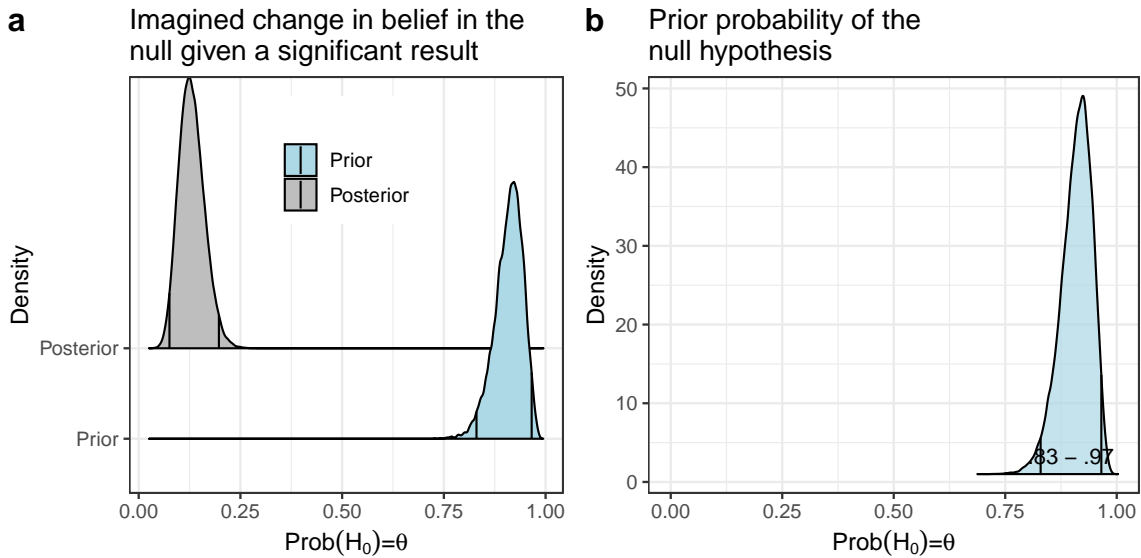 a
Imagined change in belief in the
null given a significant result
Density
Posterior
Prior
Prior
Posterior
0.00 0.25 0.50 0.75 1.00
Prob(H₀)=θ
b
Prior probability of the
null hypothesis
Density
50
40
30
20
10
0
.83 − .97
0.00 0.25 0.50 0.75 1.00
Prob(H₀)=θ